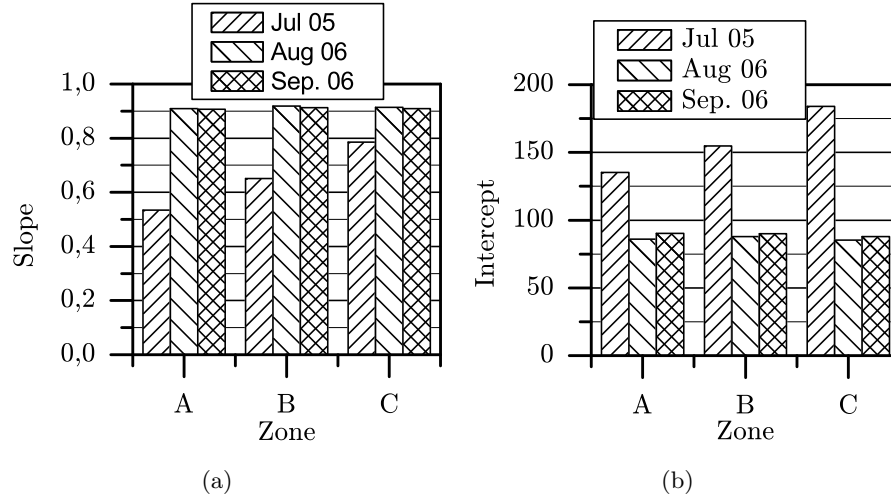 Jul 05
Aug 06
Sep. 06
1,0
0,8
0,6
0,4
0,2
0,0
Slope
A B C
Zone
(a)
Jul 05
Aug 06
Sep. 06
200
150
100
50
0
Intercept
A B C
Zone
(b)